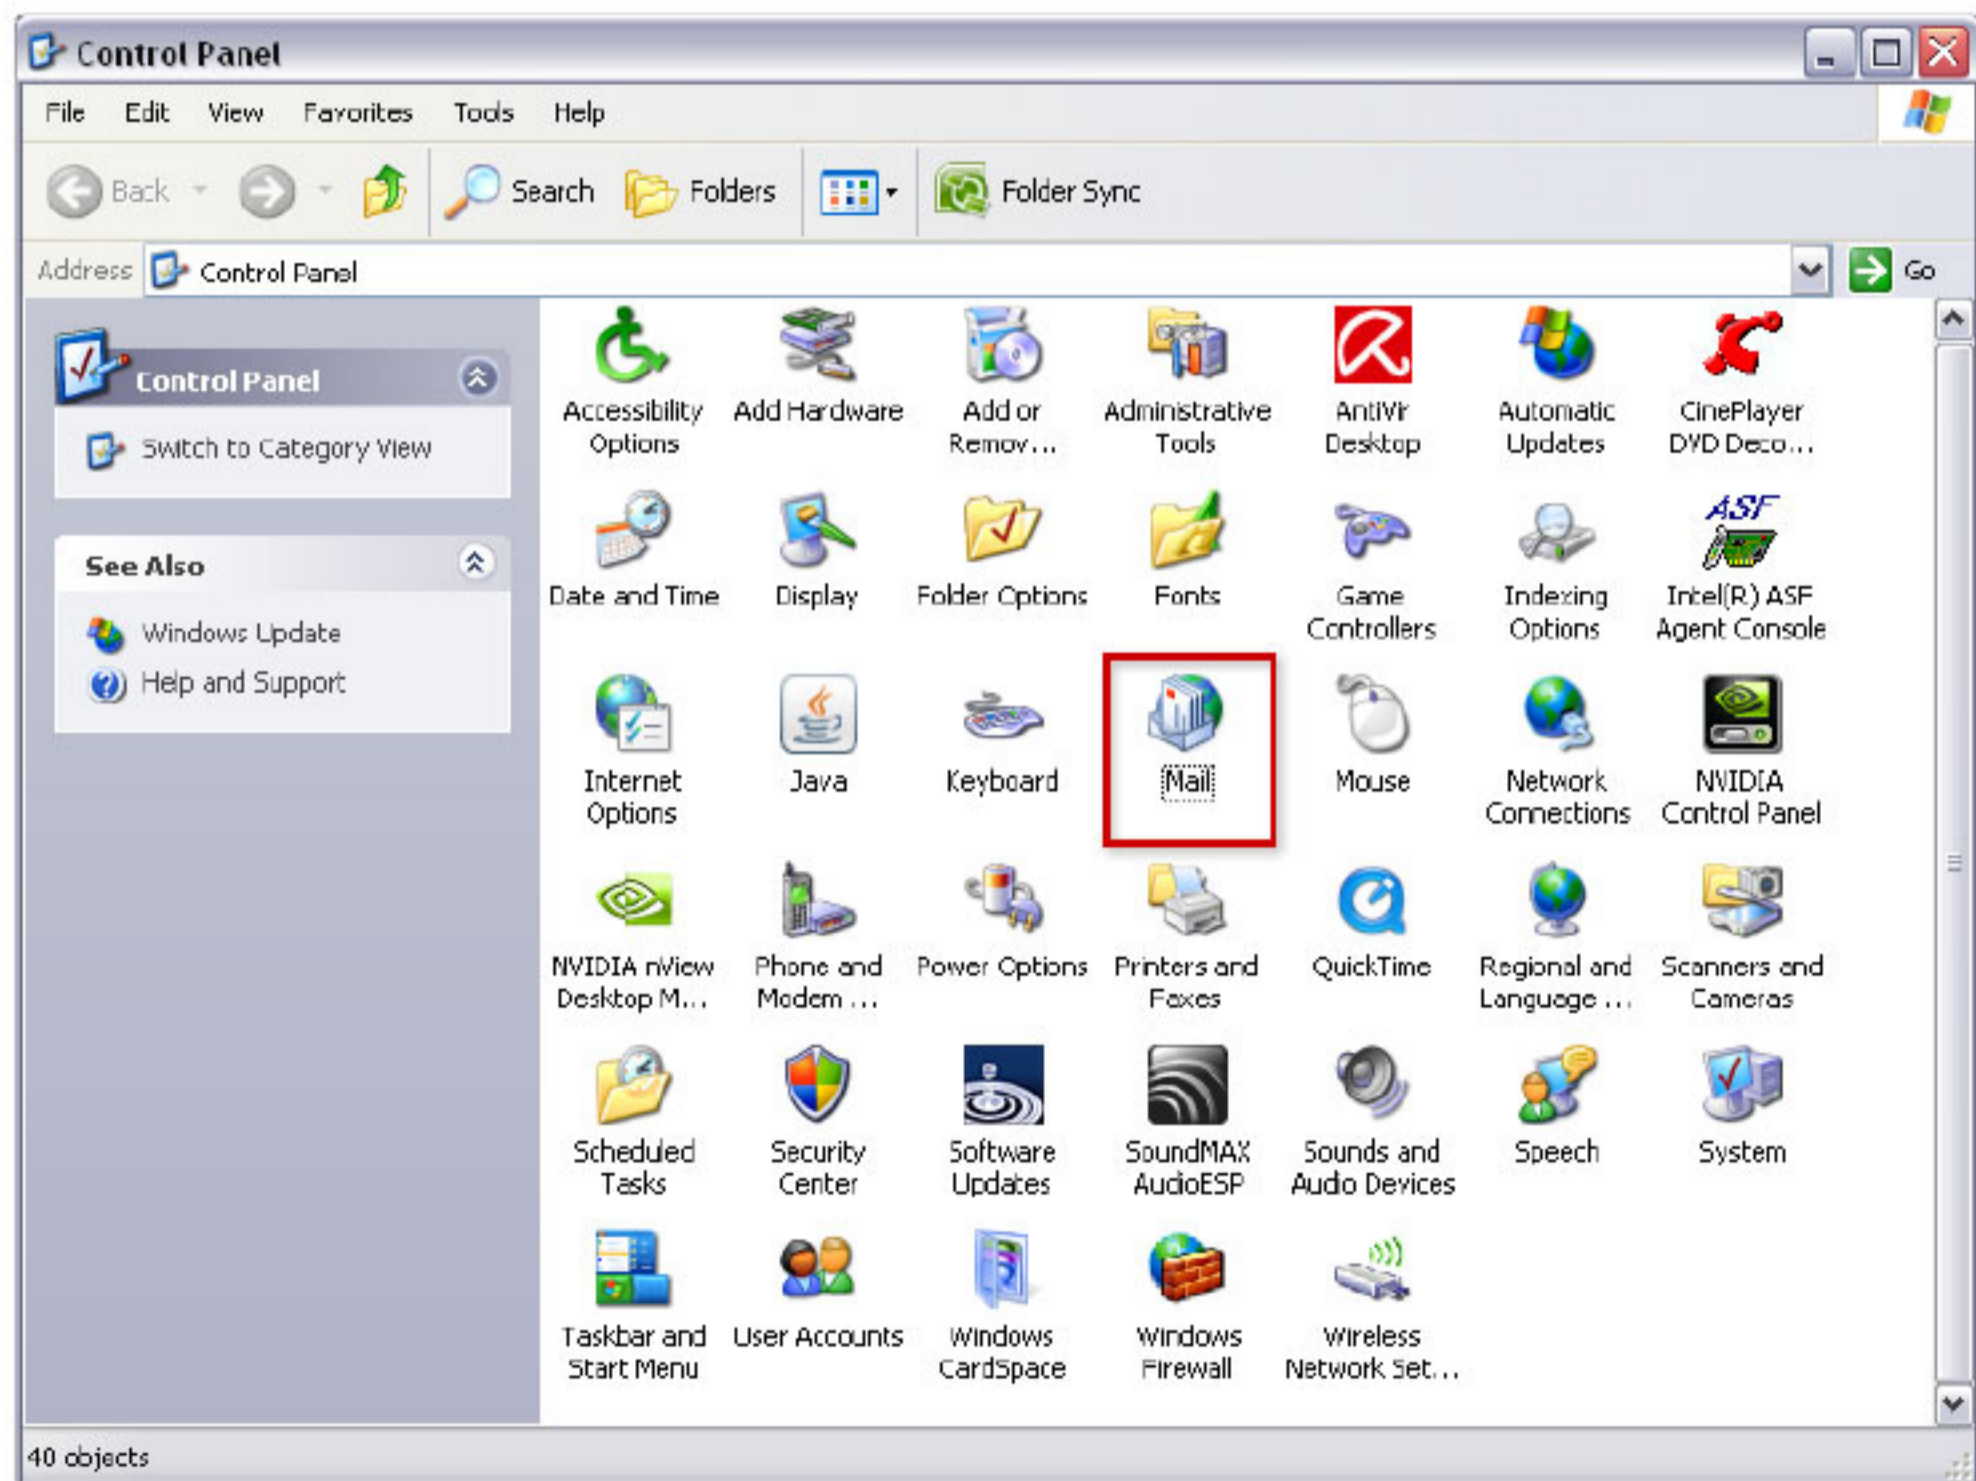 Control Panel
File Edit View Favorites Tools Help
Back Search Folders Folder Sync
Address Control Panel Go
Control Panel
Switch to Category View
See Also
Windows Update
Help and Support
Accessibility Add Hardware Add or Administrative AntiVir Automatic CinePlayer
Options Remov... Tools Desktop Updates DVD Deco...
ASF
Date and Time Display Folder Options Fonts Game Indexing Intel(R) ASF
Controllers Options Agent Console
Internet Java Keyboard Mail Mouse Network NVIDIA
Options Connections Control Panel
NVIDIA nView Phone and Power Options Printers and QuickTime Regional and Scanners and
Desktop M... Modem ... Faxes Language ... Cameras
Scheduled Security Software SoundMAX Sounds and Speech System
Tasks Center Updates AudioESP Audio Devices
Taskbar and User Accounts Windows Windows Wireless
Start Menu CardSpace Firewall Network Set...
40 objects